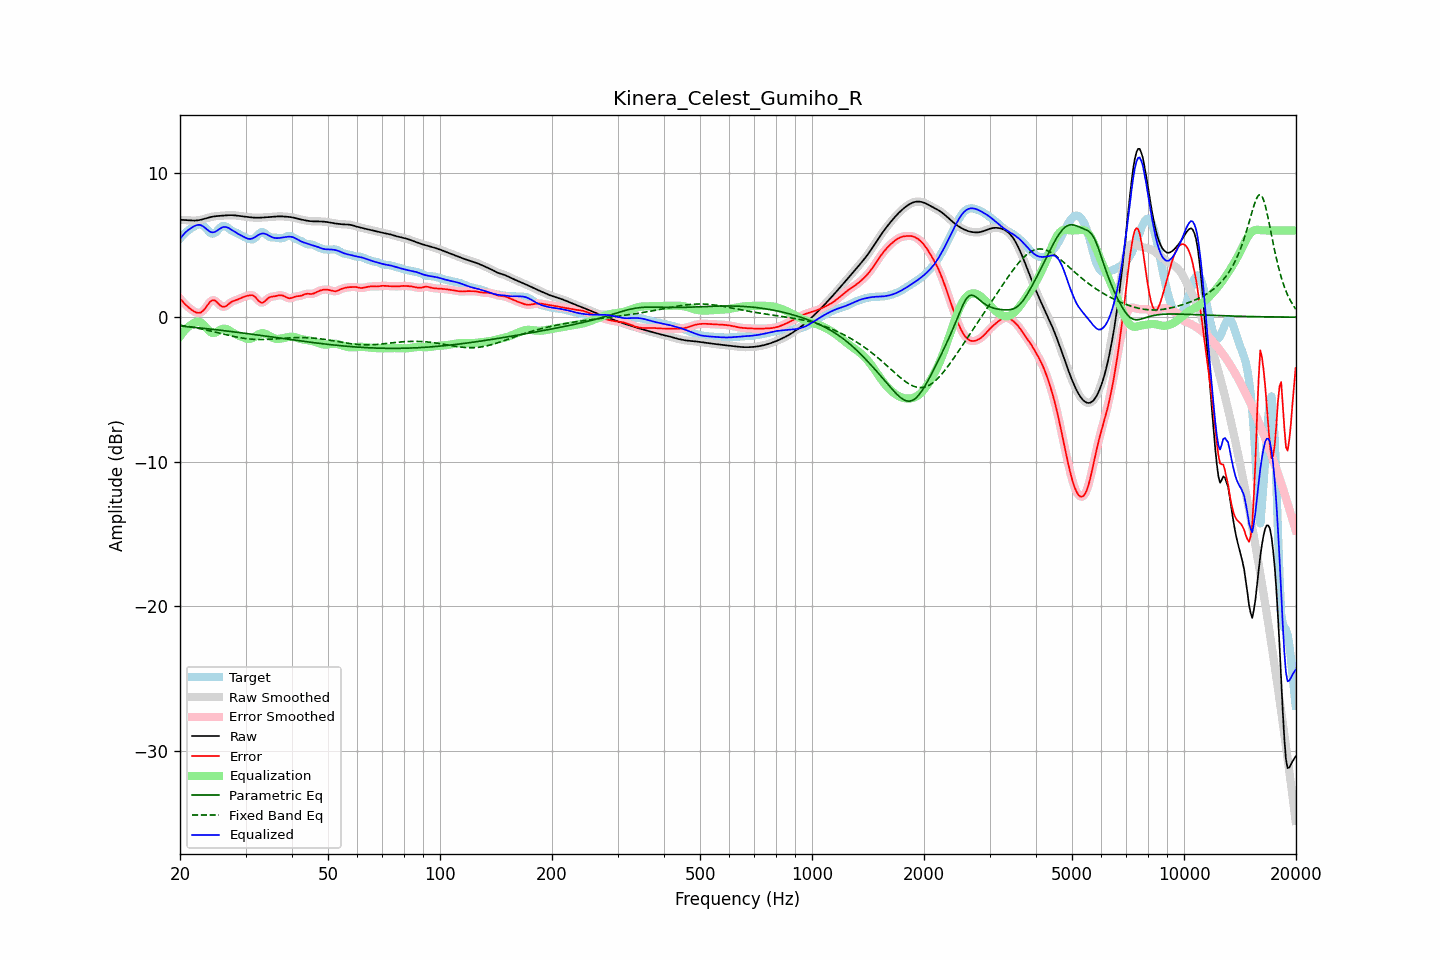 Kinera_Celest_Gumiho_R
Amplitude (dBr)
10
0
−10
−20
−30
Target
Raw Smoothed
Error Smoothed
Raw
Error
Equalization
Parametric Eq
Fixed Band Eq
Equalized
20 50 100 200 500 1000 2000 5000 10000 20000
Frequency (Hz)